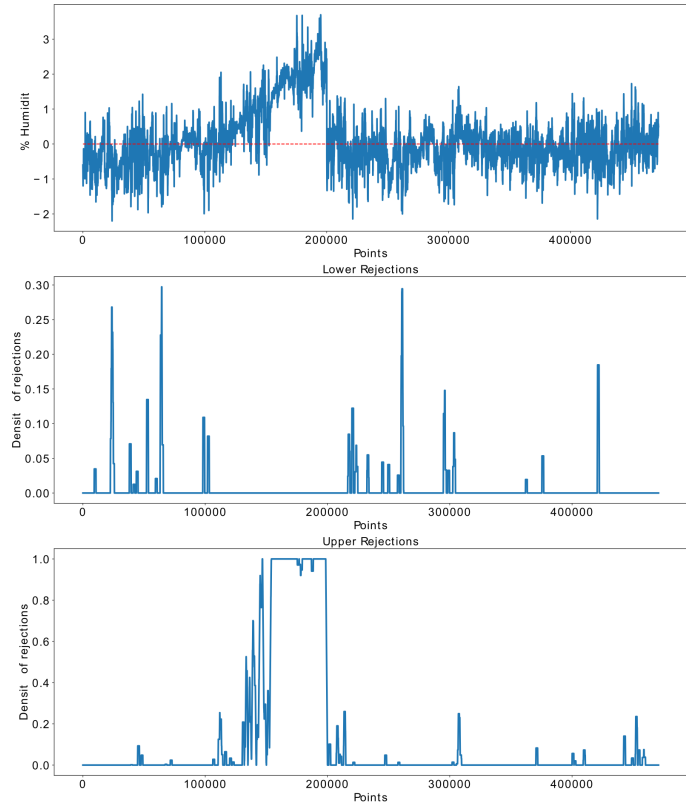 3
2
1
0
− 1
− 2
% Humidit
0 100000 200000 300000 400000
Points
Lower Rejections
0.30
0.25
0.20
0.15
0.10
0.05
0.00
Densit of rejections
0 100000 200000 300000 400000
Points
Upper Rejections
1.0
0.8
0.6
0.4
0.2
0.0
Densit of rejections
0 100000 200000 300000 400000
Points